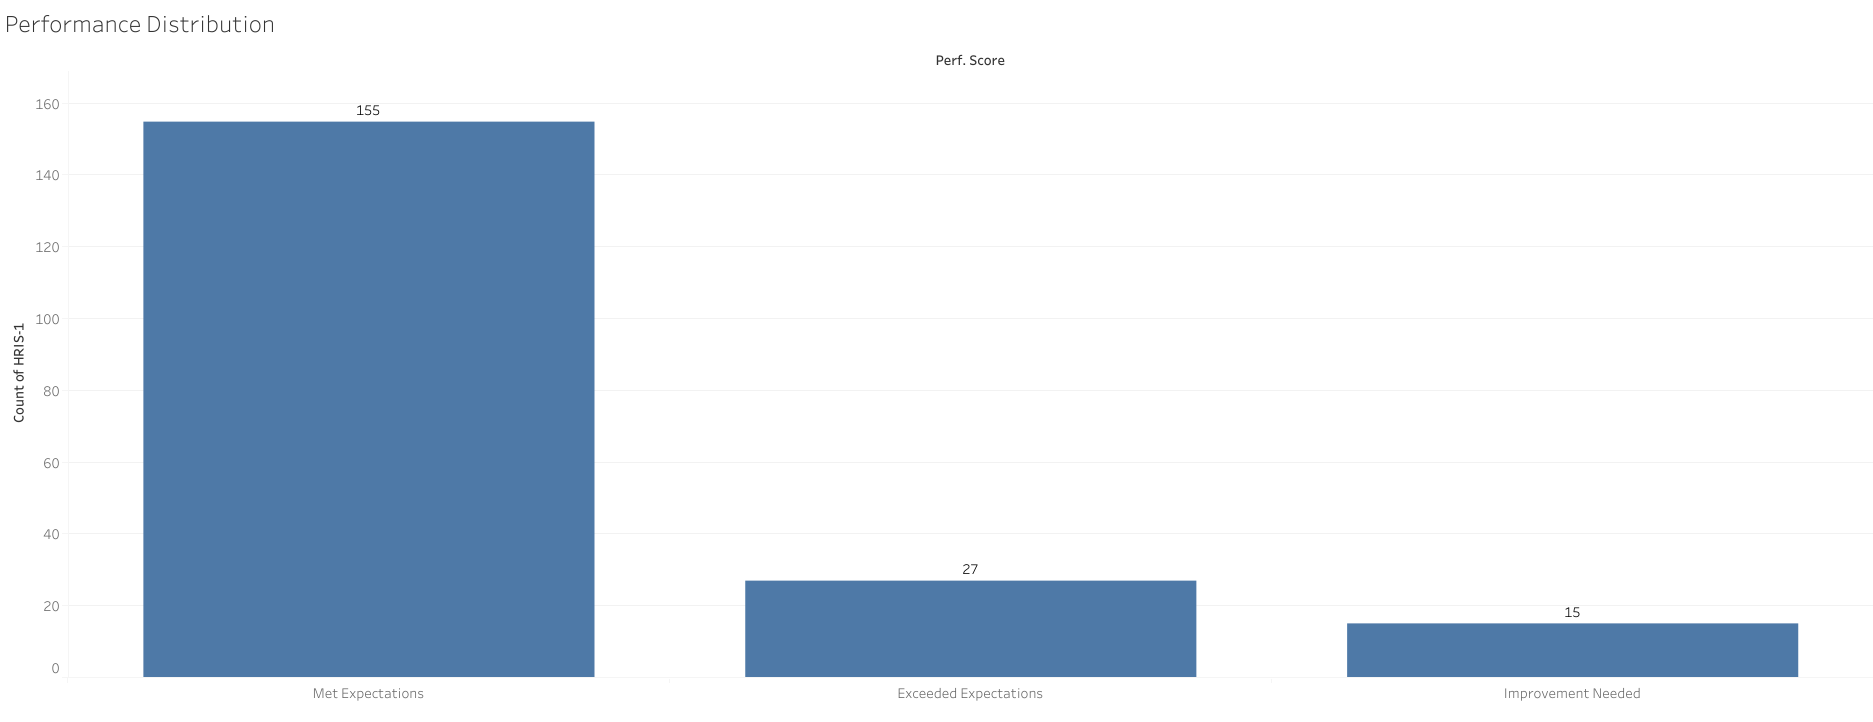 Performance Distribution
Perf. Score
Count of HRIS-1
160
140
120
100
80
60
40
20
0
155
27
15
Met Expectations
Exceeded Expectations
Improvement Needed